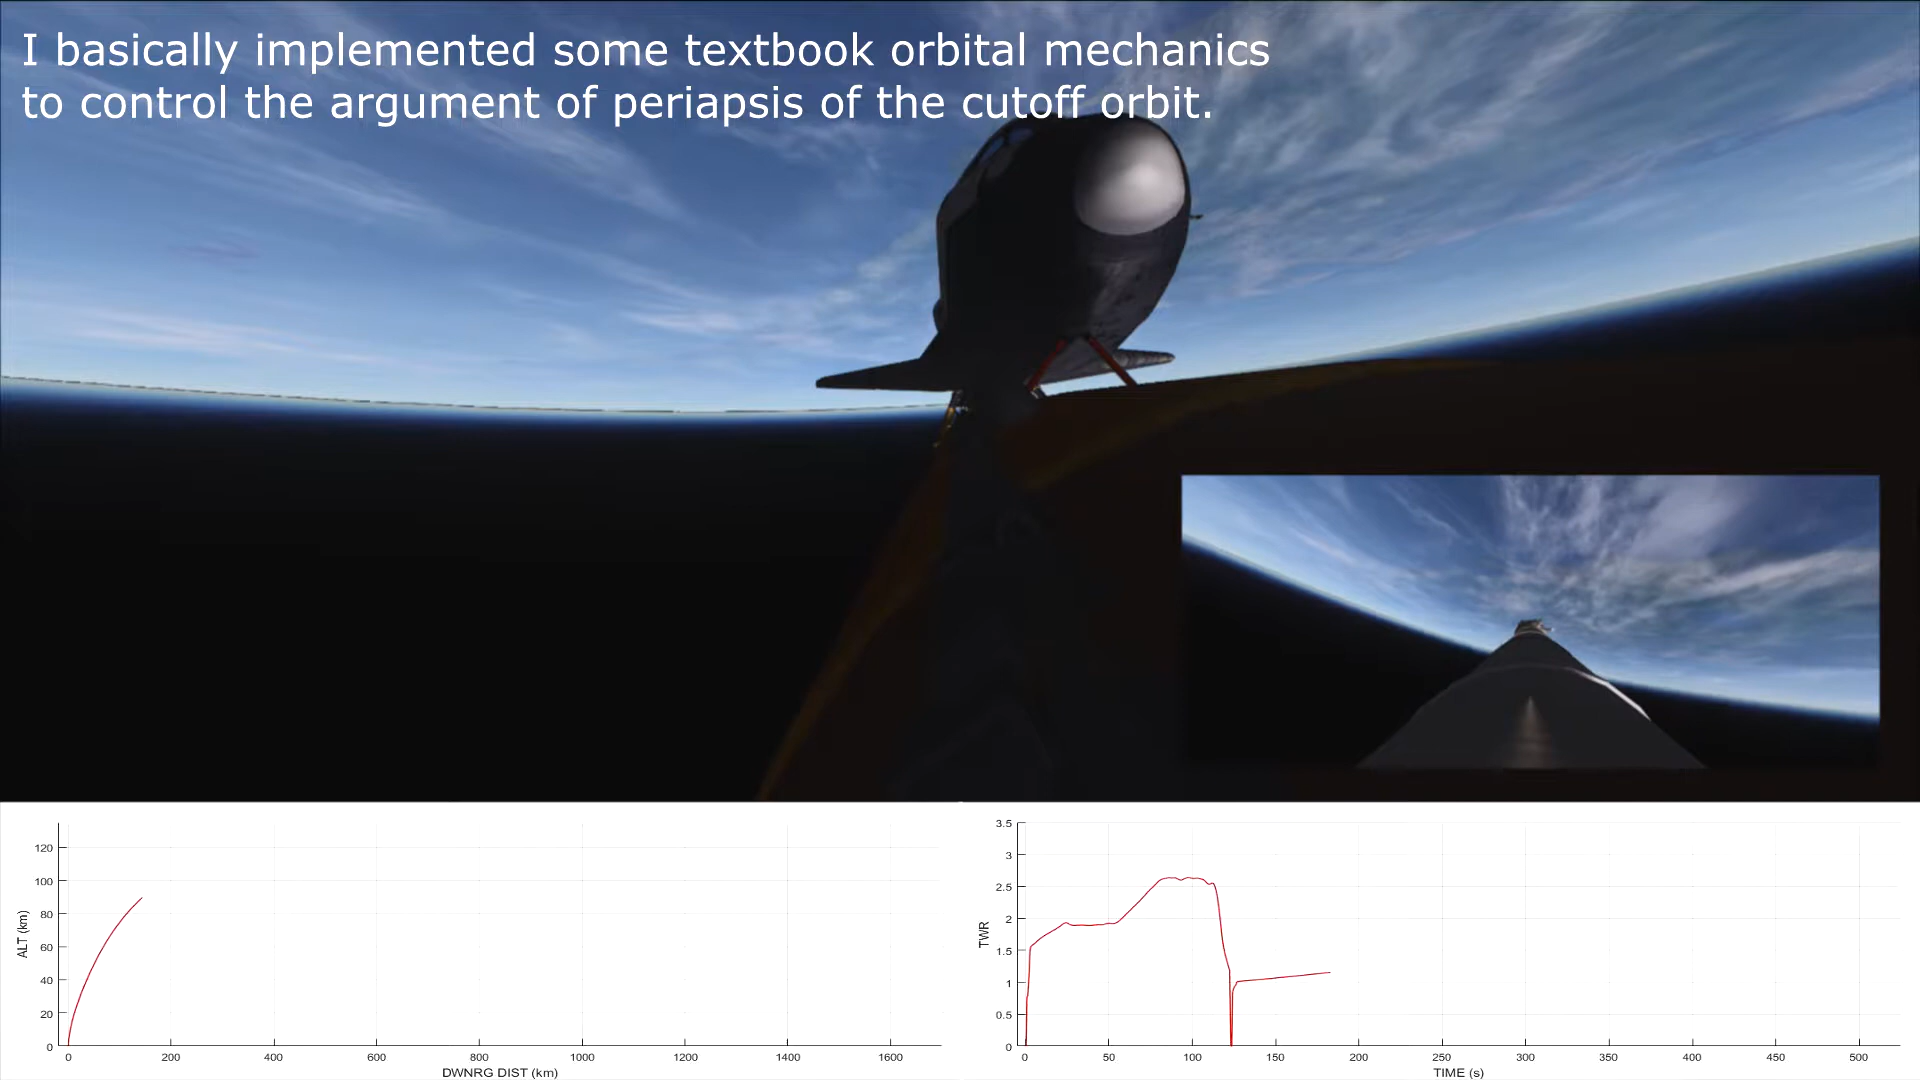 I basically implemented some textbook orbital mechanics
to control the argument of periapsis of the cutoff orbit.
ALT (km)
120
100
80
60
40
20
0
0 200 400 600 800 1000 1200 1400 1600
DWNRG DIST (km)
TWR
3.5
3
2.5
2
1.5
1
0.5
0
0 50 100 150 200 250 300 350 400 450 500
TIME (s)